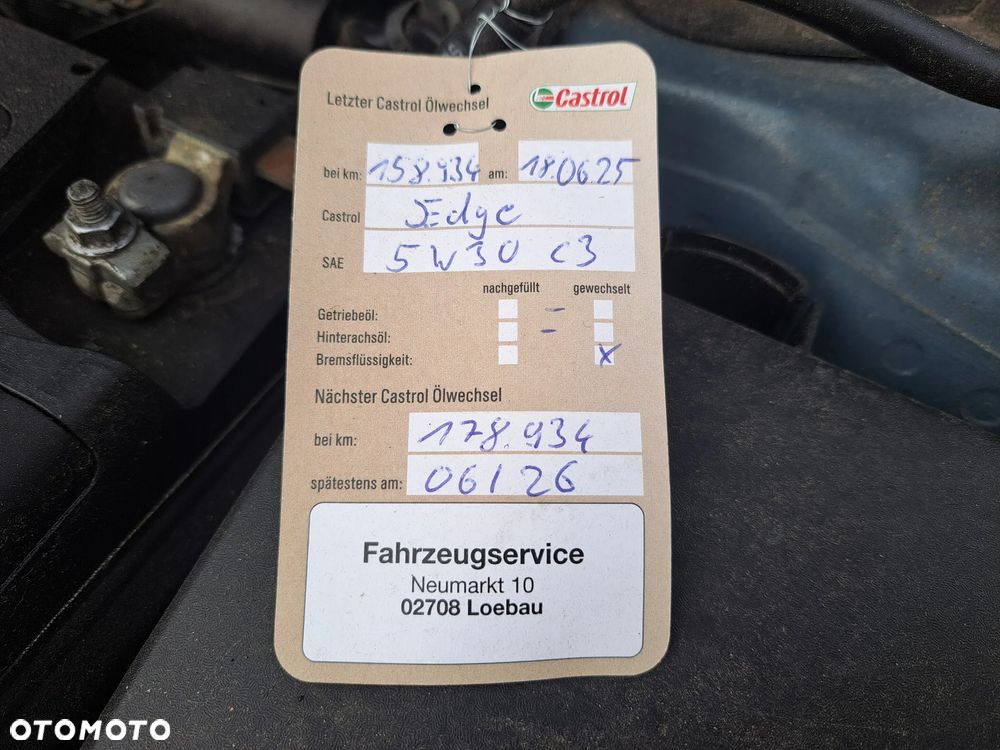 Letzter Castrol Ölwechsel Castrol
bei km: 158.934 am: 18.06.25
Castrol Edge
SAE 5W30 C3
nachgefüllt gewechselt
Getriebeöl: -
Hinterachsöl: -
Bremsflüssigkeit: x
Nächster Castrol Ölwechsel
bei km: 178.934
spätestens am: 06/26
Fahrzeugservice
Neumarkt 10
02708 Loebau
OTOMOTO